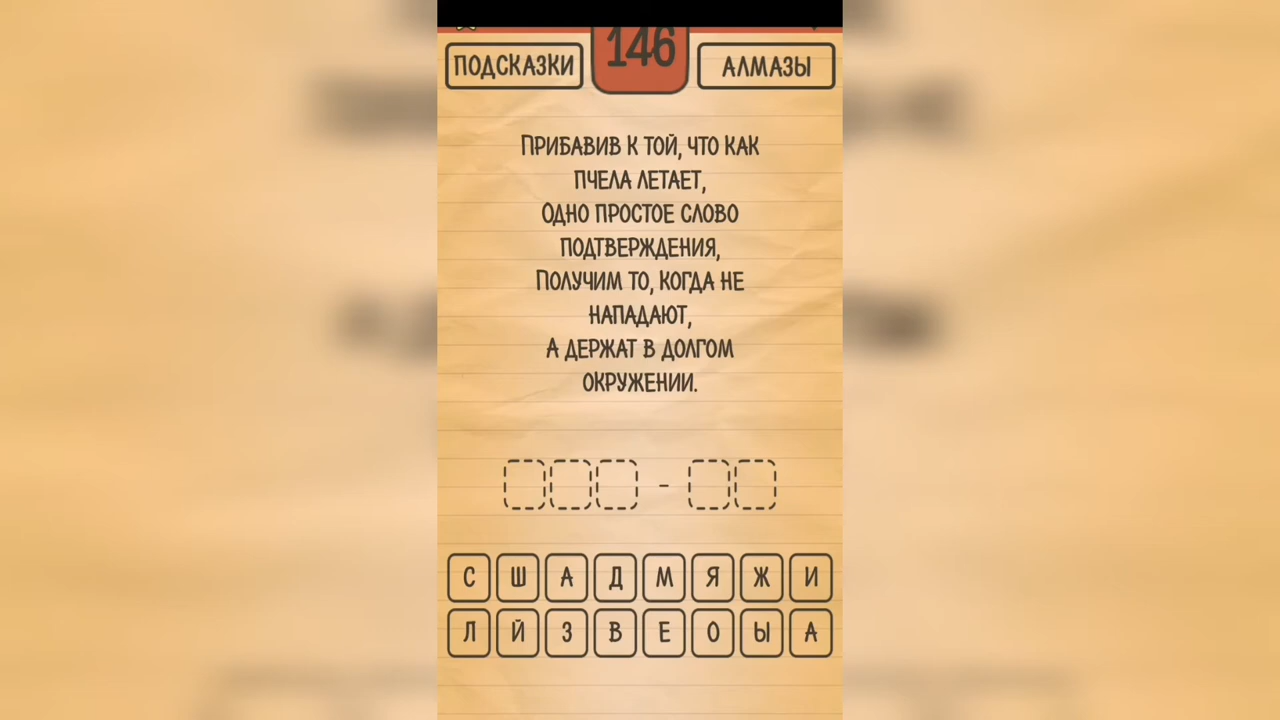 ПОДСКАЗКИ
146
АЛМАЗЫ
ПРИБАВИВ К ТОЙ, ЧТО КАК
ПЧЕЛА ЛЕТАЕТ,
ОДНО ПРОСТОЕ СЛОВО
ПОДТВЕРЖДЕНИЯ,
ПОЛУЧИМ ТО, КОГДА НЕ
НАПАДАЮТ,
А ДЕРЖАТ В ДОЛГОМ
ОКРУЖЕНИИ.
-
С Ш А Д М Я Ж И
Л Й З В Е О Ы А